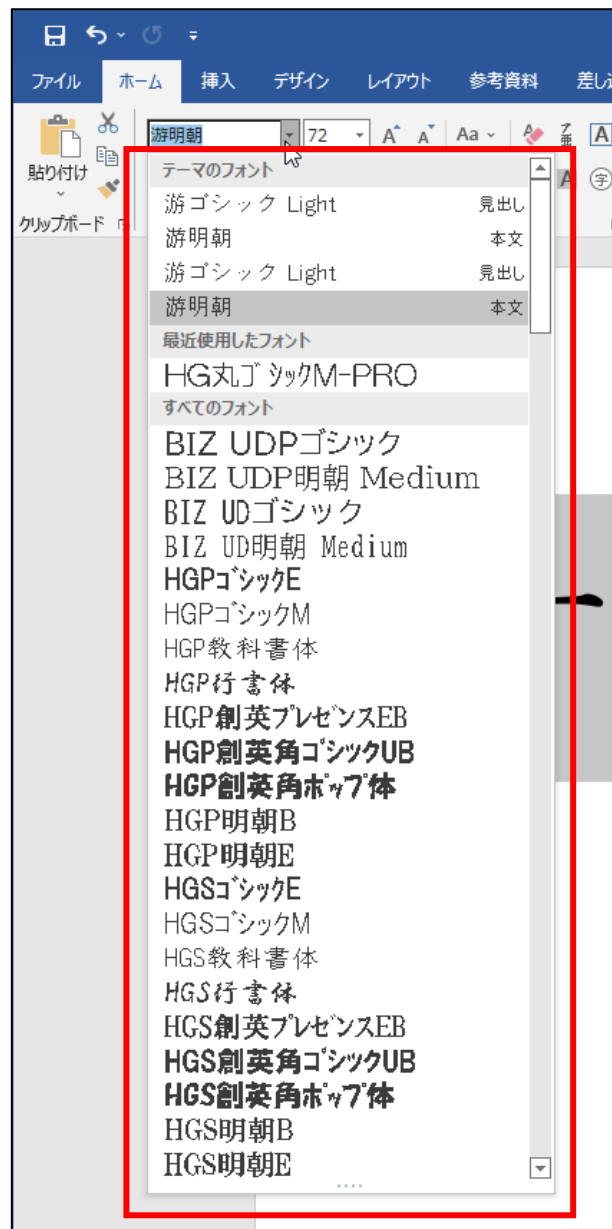 ファイル ホーム 挿入 デザイン レイアウト 参考資料
游明朝 72 A A Aa
貼り付け
クリップボード
テーマのフォント
游ゴシック Light 見出し
游明朝 本文
游ゴシック Light 見出し
游明朝 本文
最近使用したフォント
HG丸ゴシックM-PRO
すべてのフォント
BIZ UDPゴシック
BIZ UDP明朝 Medium
BIZ UDゴシック
BIZ UD明朝 Medium
HGPゴシックE
HGPゴシックM
HGP教科書体
HGP行書体
HGP創英プレゼンスEB
HGP創英角ゴシックUB
HGP創英角ポップ体
HGP明朝B
HGP明朝E
HGSゴシックE
HGSゴシックM
HGS教科書体
HGS行書体
HGS創英プレゼンスEB
HGS創英角ゴシックUB
HGS創英角ポップ体
HGS明朝B
HGS明朝E